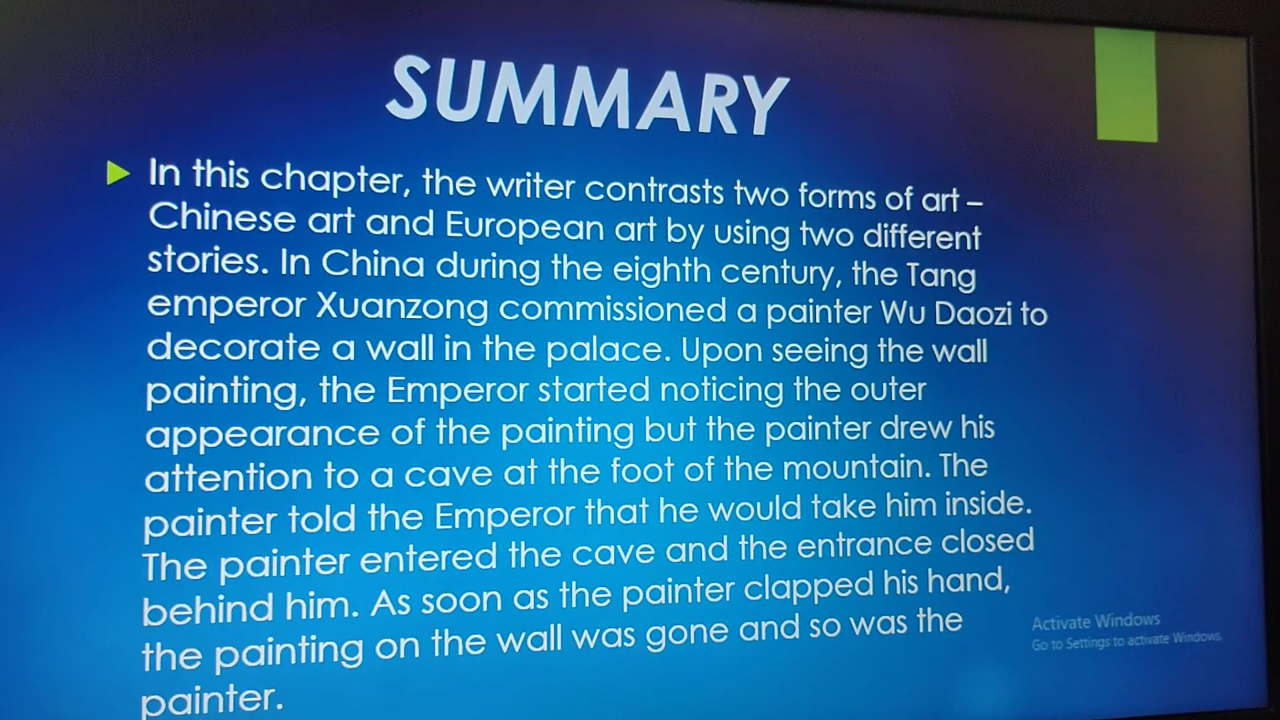 SUMMARY
In this chapter, the writer contrasts two forms of art –
Chinese art and European art by using two different
stories. In China during the eighth century, the Tang
emperor Xuanzong commissioned a painter Wu Daozi to
decorate a wall in the palace. Upon seeing the wall
painting, the Emperor started noticing the outer
appearance of the painting but the painter drew his
attention to a cave at the foot of the mountain. The
painter told the Emperor that he would take him inside.
The painter entered the cave and the entrance closed
behind him. As soon as the painter clapped his hand,
the painting on the wall was gone and so was the
painter.
Activate Windows
Go to Settings to activate Windows.